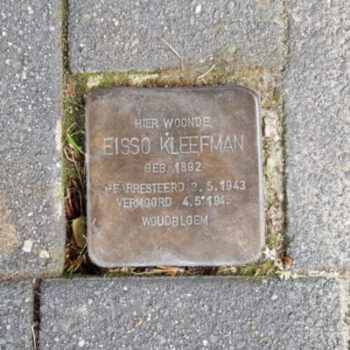 HIER WOONDE
EISSO KLEEFMAN
GEB. 1892
GEARRESTEERD 3.5.1943
VERMOORD 4.5.1943
WOUDBLOEM